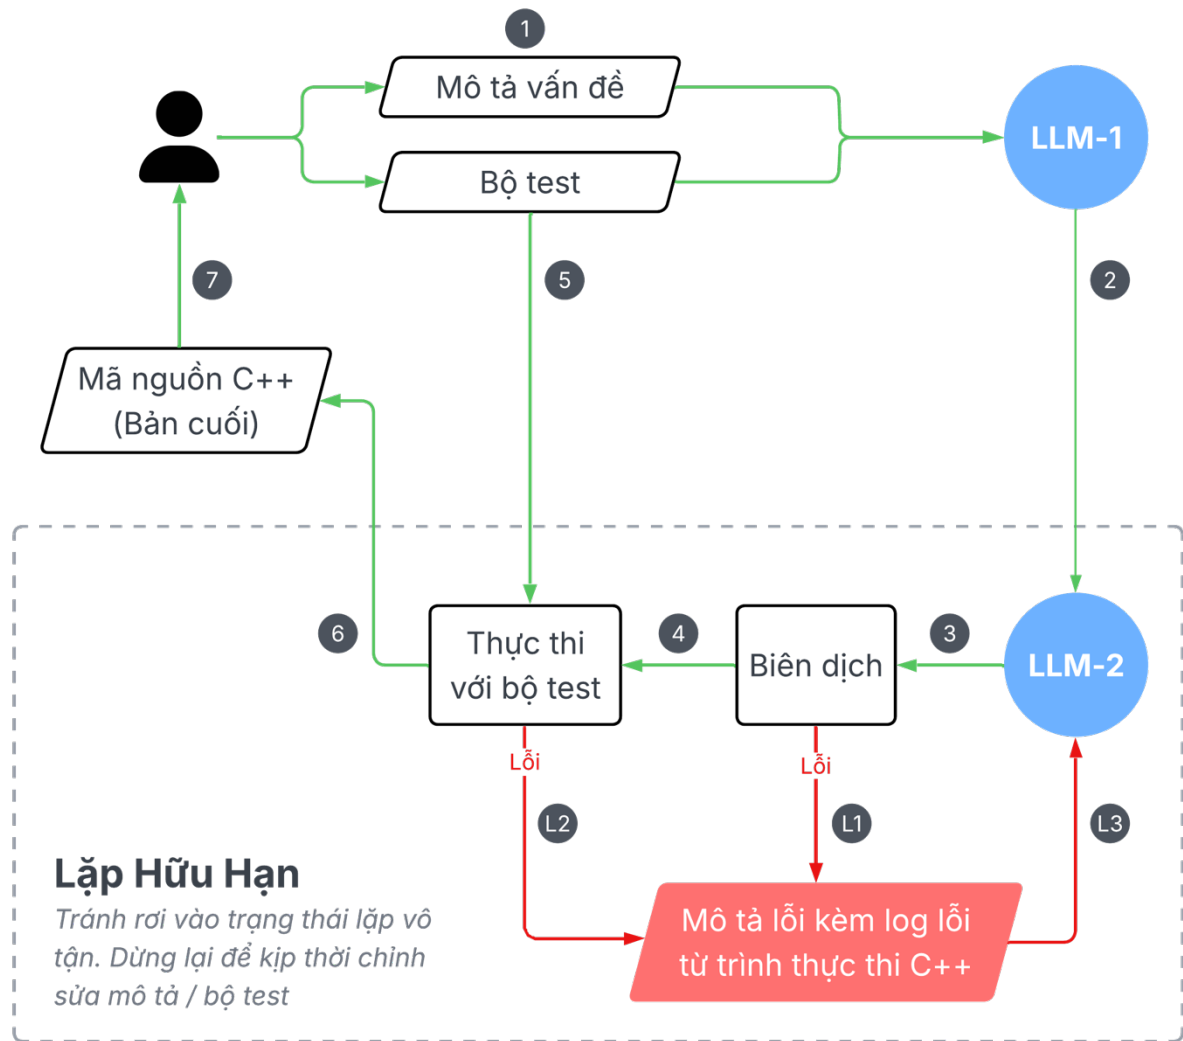 1
Mô tả vấn đề
LLM-1
Bộ test
7
5
2
Mã nguồn C++
(Bản cuối)
6
Thực thi
với bộ test
4
Biên dịch
3
LLM-2
Lỗi
Lỗi
L2
L1
L3
Lặp Hữu Hạn
Tránh rơi vào trạng thái lặp vô
tận. Dừng lại để kịp thời chỉnh
sửa mô tả / bộ test
Mô tả lỗi kèm log lỗi
từ trình thực thi C++